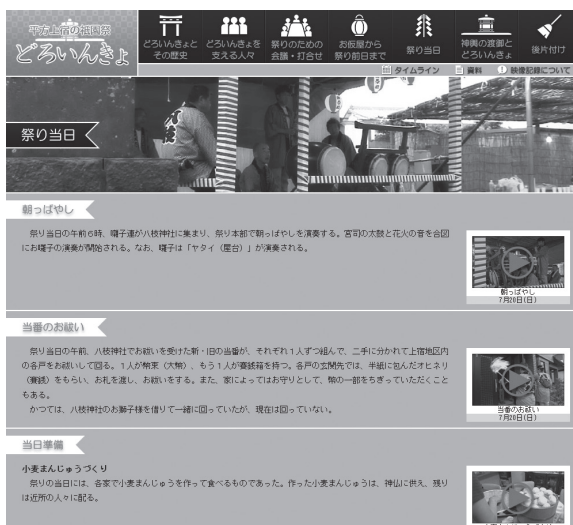 平方上宿の祇園祭
どろいんきょ
どろいんきょと
その歴史
どろいんきょを
支える人々
祭りのための
会議・打合せ
お仮屋から
祭り前日まで
祭り当日
神輿の渡御と
どろいんきょ
後片付け
タイムライン 資料 映像記録について
祭り当日
朝っぱやし
祭り当日の午前6時、囃子連が八枝神社に集まり、祭り本部で朝っぱやしを演奏する。宮司の太鼓と花火の音を合図
にお囃子の演奏が開始される。なお、囃子は「ヤタイ(屋台)」が演奏される。
朝っぱやし
7月20日(日)
当番のお祓い
祭り当日の午前、八枝神社でお祓いを受けた新・旧の当番が、それぞれ1人ずつ組んで、二手に分かれて上宿地区内
の各戸をお祓いして回る。1人が幣束(大幣)、もう1人が賽銭箱を持つ。各戸の玄関先では、半紙に包んだオヒネリ
(賽銭)をもらい、お礼を渡し、お祓いをする。また、家によってはお守りとして、幣の一部をちぎっていただくこと
もある。
かつては、八枝神社のお獅子様を借りて一緒に回っていたが、現在は回っていない。
当番のお祓い
7月20日(日)
当日準備
小麦まんじゅうづくり
祭りの当日には、各家で小麦まんじゅうを作って食べるものであった。作った小麦まんじゅうは、神仏に供え、残り
は近所の人々に配る。